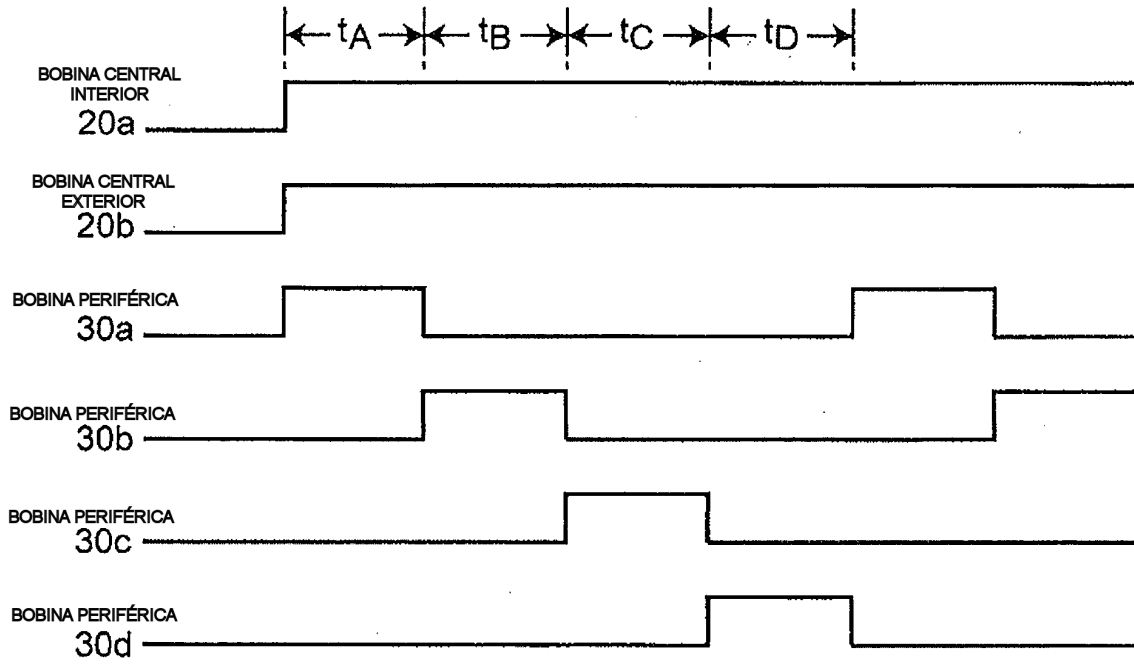 tA tB tC tD
BOBINA CENTRAL
INTERIOR
20a
BOBINA CENTRAL
EXTERIOR
20b
BOBINA PERIFÉRICA
30a
BOBINA PERIFÉRICA
30b
BOBINA PERIFÉRICA
30c
BOBINA PERIFÉRICA
30d